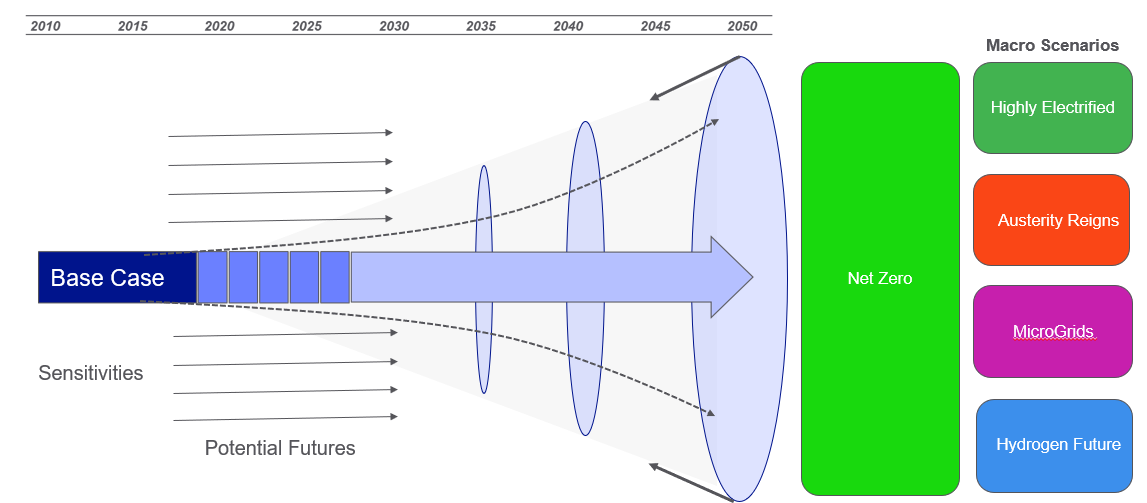 2010 2015 2020 2025 2030 2035 2040 2045 2050
Macro Scenarios
Highly Electrified
Austerity Reigns
Base Case
Net Zero
MicroGrids
Sensitivities
Potential Futures
Hydrogen Future